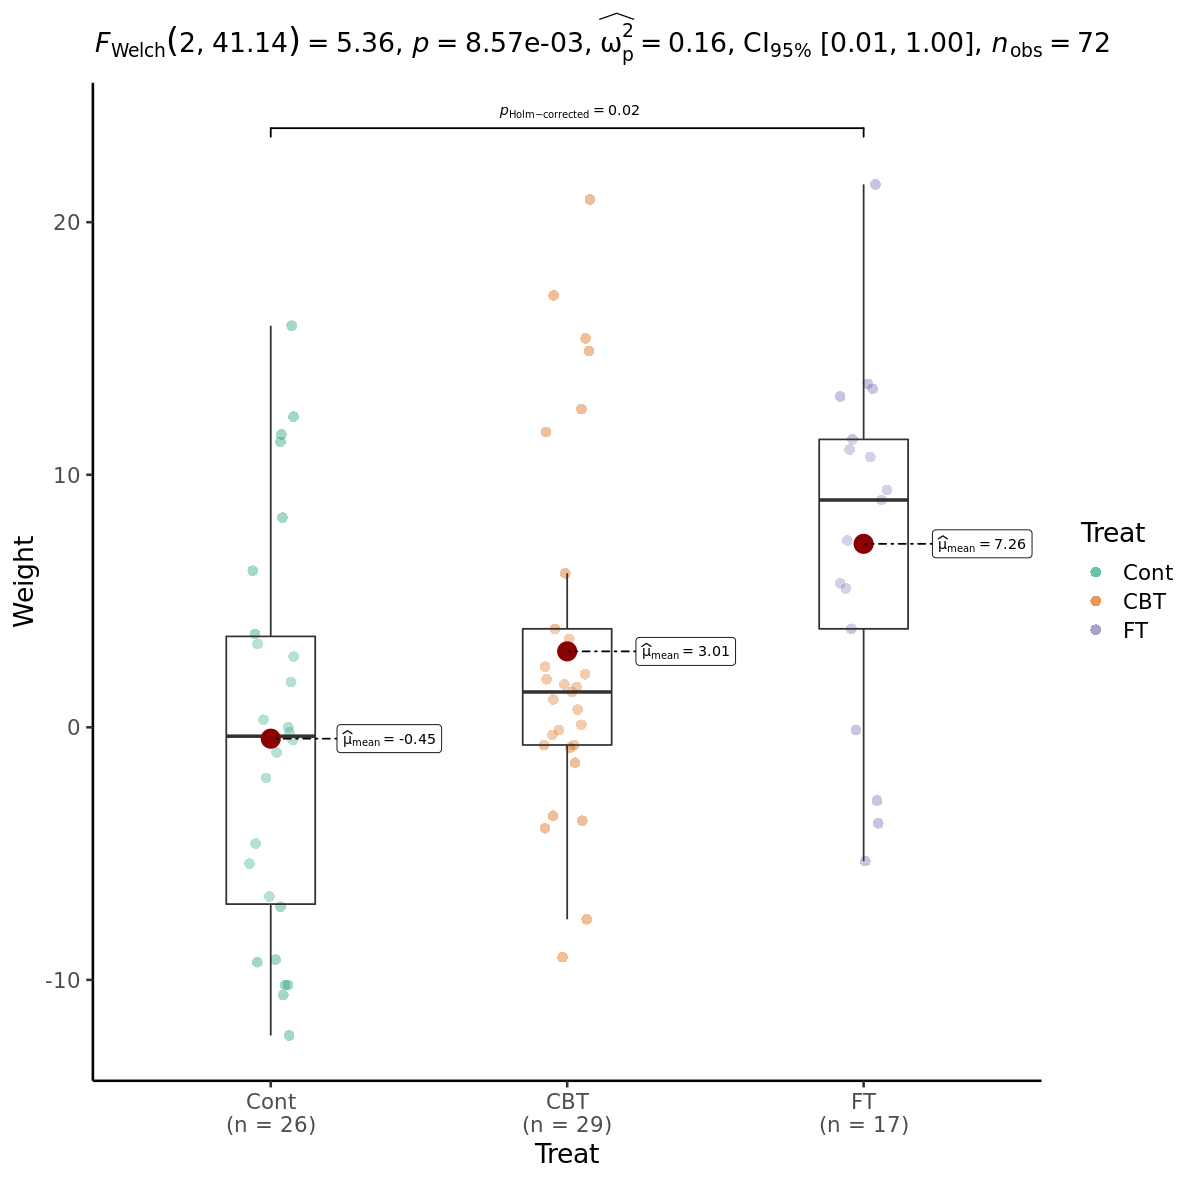 F_Welch(2, 41.14) = 5.36, p = 8.57e-03, ω̂²_p = 0.16, CI_95% [0.01, 1.00], n_obs = 72
p_Holm−corrected = 0.02
20
10
0
-10
Weight
μ̂_mean = -0.45
μ̂_mean = 3.01
μ̂_mean = 7.26
Treat
Cont
CBT
FT
Cont
(n = 26)
CBT
(n = 29)
FT
(n = 17)
Treat